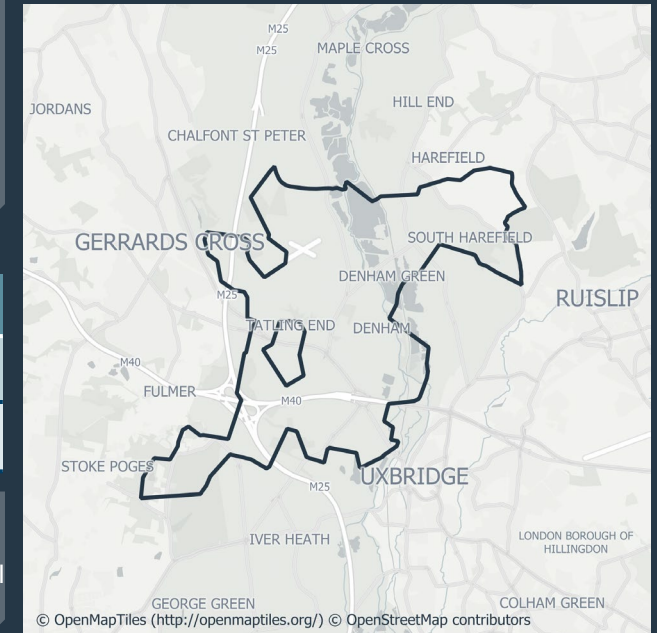 M25
M25
MAPLE CROSS
JORDANS
HILL END
CHALFONT ST PETER
HAREFIELD
GERRARDS CROSS
SOUTH HAREFIELD
DENHAM GREEN
M25
RUISLIP
TATLING END
DENHAM
M40
FULMER
M40
STOKE POGES
UXBRIDGE
M25
IVER HEATH
LONDON BOROUGH OF
HILLINGDON
GEORGE GREEN
COLHAM GREEN
© OpenMapTiles (http://openmaptiles.org/) © OpenStreetMap contributors